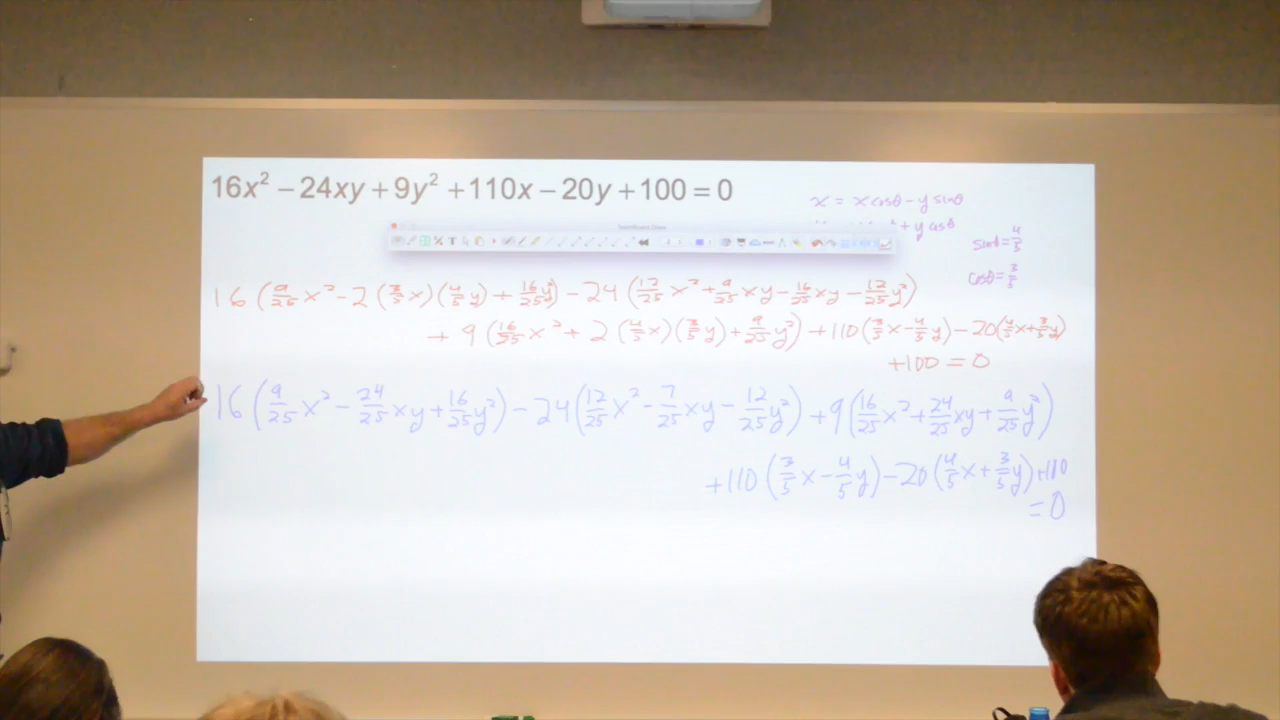 16x² − 24xy + 9y² + 110x − 20y + 100 = 0
x = x cosθ − y sinθ
+ y cosθ
sinθ = 4/5
cosθ = 3/5
16 (9/25 x² − 2 (3/5 x)(4/5 y) + 16/25 y²) − 24 (12/25 x² + 9/25 xy − 16/25 xy − 12/25 y²)
+ 9 (16/25 x² + 2 (4/5 x)(3/5 y) + 9/25 y²) + 110 (3/5 x − 4/5 y) − 20 (4/5 x + 3/5 y)
+100 = 0
16 (9/25 x² − 24/25 xy + 16/25 y²) − 24 (12/25 x² − 7/25 xy − 12/25 y²) + 9 (16/25 x² + 24/25 xy + 9/25 y²)
+110 (3/5 x − 4/5 y) − 20 (4/5 x + 3/5 y) + 110
= 0